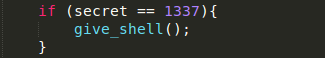 if (secret == 1337){
give_shell();
}